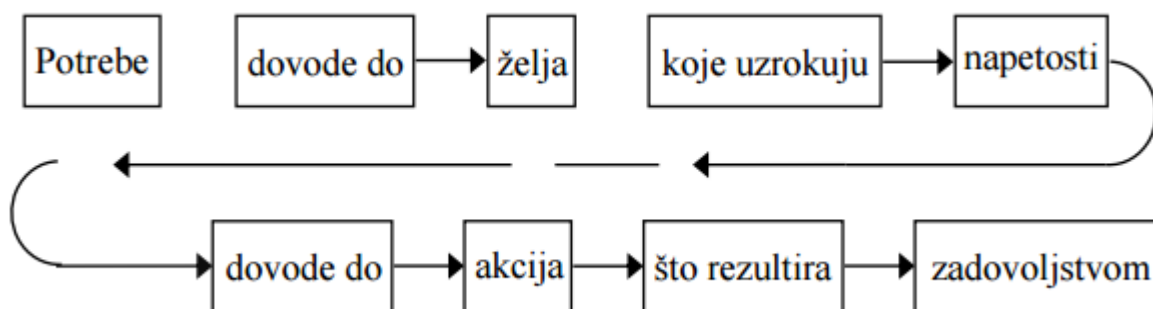 Potrebe dovode do želja koje uzrokuju napetosti
dovode do akcija što rezultira zadovoljstvom